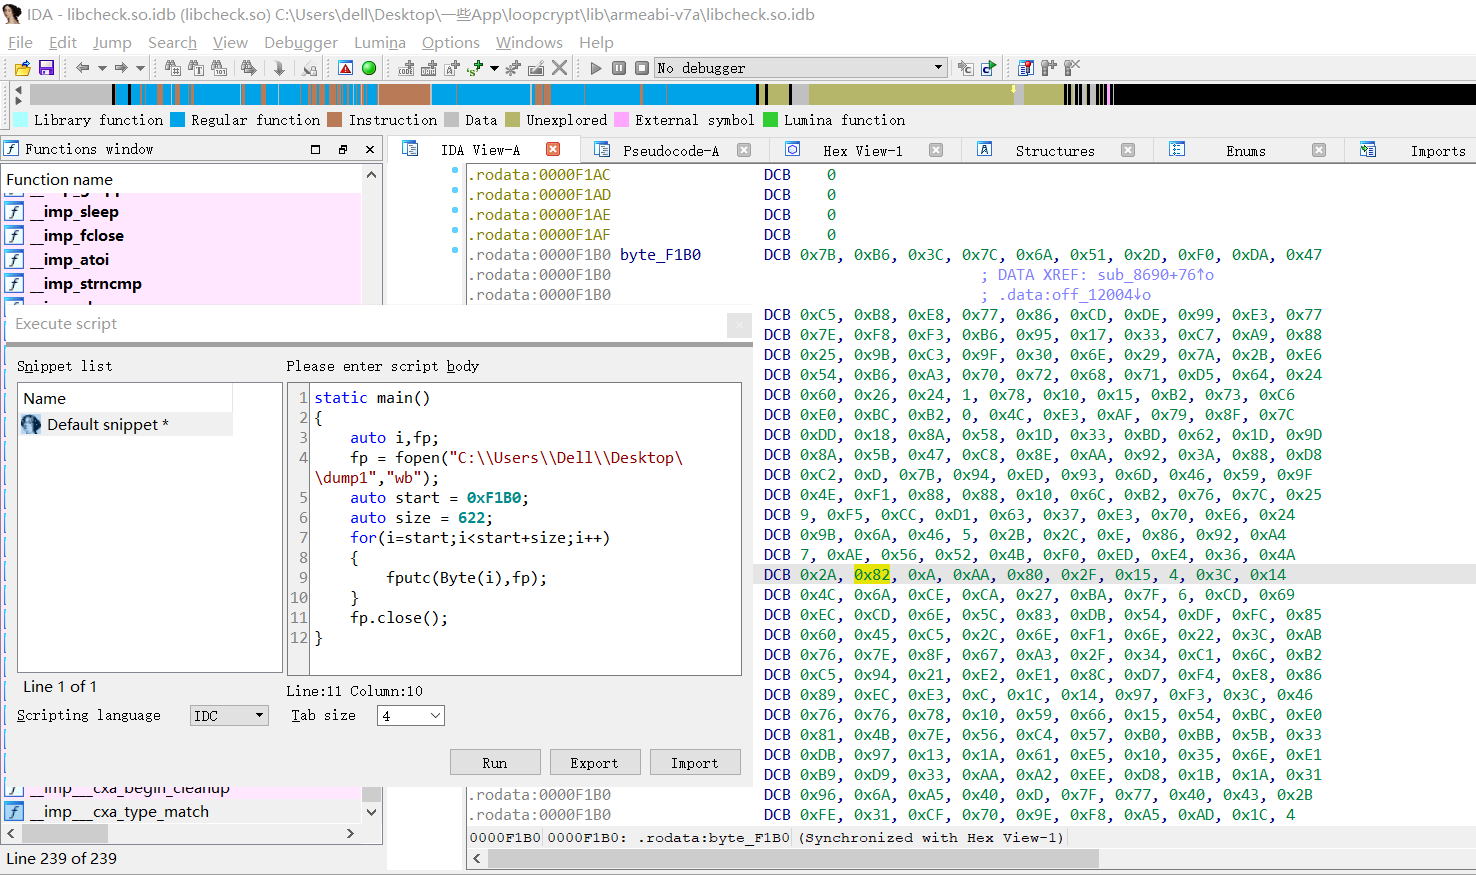 IDA - libcheck.so.idb (libcheck.so) C:\Users\dell\Desktop\一些App\loopcrypt\lib\armeabi-v7a\libcheck.so.idb
File Edit Jump Search View Debugger Lumina Options Windows Help
No debugger
Library function Regular function Instruction Data Unexplored External symbol Lumina function
Functions window
IDA View-A Pseudocode-A Hex View-1 Structures Enums Imports
Function name
__imp_sleep
__imp_fclose
__imp_atoi
__imp_strncmp
.rodata:0000F1AC DCB 0
.rodata:0000F1AD DCB 0
.rodata:0000F1AE DCB 0
.rodata:0000F1AF DCB 0
.rodata:0000F1B0 byte_F1B0 DCB 0x7B, 0xB6, 0x3C, 0x7C, 0x6A, 0x51, 0x2D, 0xF0, 0xDA, 0x47
.rodata:0000F1B0 ; DATA XREF: sub_8690+76↑o
.rodata:0000F1B0 ; .data:off_12004↓o
DCB 0xC5, 0xB8, 0xE8, 0x77, 0x86, 0xCD, 0xDE, 0x99, 0xE3, 0x77
DCB 0x7E, 0xF8, 0xF3, 0xB6, 0x95, 0x17, 0x33, 0xC7, 0xA9, 0x88
DCB 0x25, 0x9B, 0xC3, 0x9F, 0x30, 0x6E, 0x29, 0x7A, 0x2B, 0xE6
DCB 0x54, 0xB6, 0xA3, 0x70, 0x72, 0x68, 0x71, 0xD5, 0x64, 0x24
DCB 0x60, 0x26, 0x24, 1, 0x78, 0x10, 0x15, 0xB2, 0x73, 0xC6
DCB 0xE0, 0xBC, 0xB2, 0, 0x4C, 0xE3, 0xAF, 0x79, 0x8F, 0x7C
DCB 0xDD, 0x18, 0x8A, 0x58, 0x1D, 0x33, 0xBD, 0x62, 0x1D, 0x9D
DCB 0x8A, 0x5B, 0x47, 0xC8, 0x8E, 0xAA, 0x92, 0x3A, 0x88, 0xD8
DCB 0xC2, 0xD, 0x7B, 0x94, 0xED, 0x93, 0x6D, 0x46, 0x59, 0x9F
DCB 0x4E, 0xF1, 0x88, 0x88, 0x10, 0x6C, 0xB2, 0x76, 0x7C, 0x25
DCB 9, 0xF5, 0xCC, 0xD1, 0x63, 0x37, 0xE3, 0x70, 0xE6, 0x24
DCB 0x9B, 0x6A, 0x46, 5, 0x2B, 0x2C, 0xE, 0x86, 0x92, 0xA4
DCB 7, 0xAE, 0x56, 0x52, 0x4B, 0xF0, 0xED, 0xE4, 0x36, 0x4A
DCB 0x2A, 0x82, 0xA, 0xAA, 0x80, 0x2F, 0x15, 4, 0x3C, 0x14
DCB 0x4C, 0x6A, 0xCE, 0xCA, 0x27, 0xBA, 0x7F, 6, 0xCD, 0x69
DCB 0xEC, 0xCD, 0x6E, 0x5C, 0x83, 0xDB, 0x54, 0xDF, 0xFC, 0x85
DCB 0x60, 0x45, 0xC5, 0x2C, 0x6E, 0xF1, 0x6E, 0x22, 0x3C, 0xAB
DCB 0x76, 0x7E, 0x8F, 0x67, 0xA3, 0x2F, 0x34, 0xC1, 0x6C, 0xB2
DCB 0xC5, 0x94, 0x21, 0xE2, 0xE1, 0x8C, 0xD7, 0xF4, 0xE8, 0x86
DCB 0x89, 0xEC, 0xE3, 0xC, 0x1C, 0x14, 0x97, 0xF3, 0x3C, 0x46
DCB 0x76, 0x76, 0x78, 0x10, 0x59, 0x66, 0x15, 0x54, 0xBC, 0xE0
DCB 0x81, 0x4B, 0x7E, 0x56, 0xC4, 0x57, 0xB0, 0xBB, 0x5B, 0x33
DCB 0xDB, 0x97, 0x13, 0x1A, 0x61, 0xE5, 0x10, 0x35, 0x6E, 0xE1
DCB 0xB9, 0xD9, 0x33, 0xAA, 0xA2, 0xEE, 0xD8, 0x1B, 0x1A, 0x31
.rodata:0000F1B0 DCB 0x96, 0x6A, 0xA5, 0x40, 0xD, 0x7F, 0x77, 0x40, 0x43, 0x2B
.rodata:0000F1B0 DCB 0xFE, 0x31, 0xCF, 0x70, 0x9E, 0xF8, 0xA5, 0xAD, 0x1C, 4
Execute script
Snippet list
Please enter script body
Name
Default snippet *
1 static main()
2 {
3 auto i,fp;
4 fp = fopen("C:\\Users\\Dell\\Desktop\
\dump1","wb");
5 auto start = 0xF1B0;
6 auto size = 622;
7 for(i=start;i<start+size;i++)
8 {
9 fputc(Byte(i),fp);
10 }
11 fp.close();
12 }
Line 1 of 1
Line:11 Column:10
Scripting language IDC Tab size 4
Run Export Import
__imp___cxa_begin_cleanup
__imp___cxa_type_match
Line 239 of 239
0000F1B0 0000F1B0: .rodata:byte_F1B0 (Synchronized with Hex View-1)